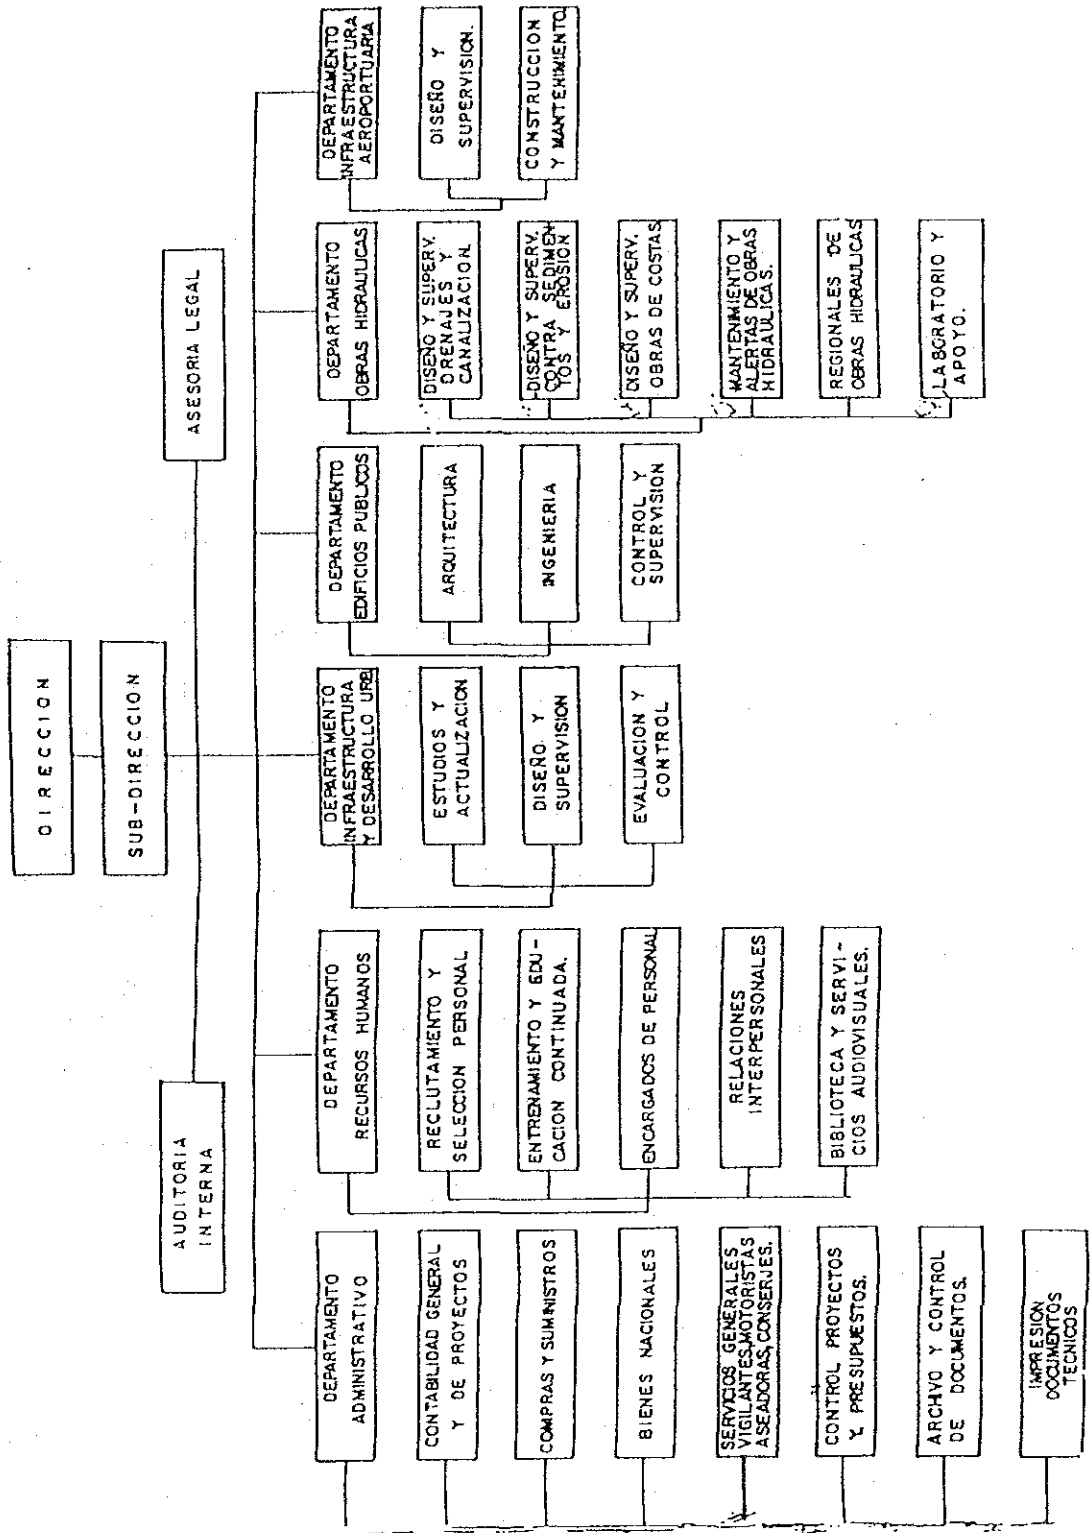 DIRECCION
SUB-DIRECCION
AUDITORIA
INTERNA
ASESORIA LEGAL
DEPARTAMENTO
ADMINISTRATIVO
CONTABILIDAD GENERAL
Y DE PROYECTOS
COMPRAS Y SUMINISTROS
BIENES NACIONALES
SERVICIOS GENERALES
VIGILANTES,MOTORISTAS
ASEADORAS,CONSERJES.
CONTROL PROYECTOS
Y PRESUPUESTOS.
ARCHIVO Y CONTROL
DE DOCUMENTOS.
IMPRESION
DOCUMENTOS
TECNICOS
DEPARTAMENTO
RECURSOS HUMANOS
RECLUTAMIENTO Y
SELECCION PERSONAL
ENTRENAMIENTO Y EDU-
CACION CONTINUADA.
ENCARGADOS DE PERSONAL
RELACIONES
INTERPERSONALES
BIBLIOTECA Y SERVI-
CIOS AUDIOVISUALES.
DEPARTAMENTO
INFRAESTRUCTURA
Y DESARROLLO URB
ESTUDIOS Y
ACTUALIZACION
DISEÑO. Y
SUPERVISION
EVALUACION Y
CONTROL.
DEPARTAMENTO
EDIFICIOS PUBLICOS
ARQUITECTURA
INGENIERIA
CONTROL Y
SUPERVISION
DEPARTAMENTO
OBRAS HIDRAULICAS
DISEÑO Y SUPERV.
DRENAJES Y
CANALIZACION.
DISEÑO Y SUPERV.
CONTRA SEDIMEN
TOS Y EROSION
DISEÑO Y SUPERV.
OBRAS DE COSTAS
MANTENIMIENTO Y
ALERTAS DE OBRAS
HIDRAULICAS.
REGIONALES DE
OBRAS HIDRAULICAS
LABORATORIO Y
APOYO.
DEPARTAMENTO
INFRAESTRUCTURA
AEROPORTUARIA
DISEÑO Y
SUPERVISION.
CONSTRUCCION
Y MANTENIMIENTO